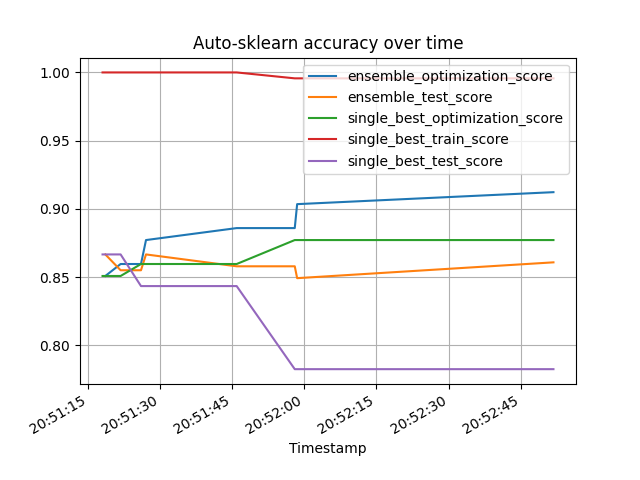 Auto-sklearn accuracy over time
1.00
0.95
0.90
0.85
0.80
ensemble_optimization_score
ensemble_test_score
single_best_optimization_score
single_best_train_score
single_best_test_score
20:51:15
20:51:30
20:51:45
20:52:00
20:52:15
20:52:30
20:52:45
Timestamp